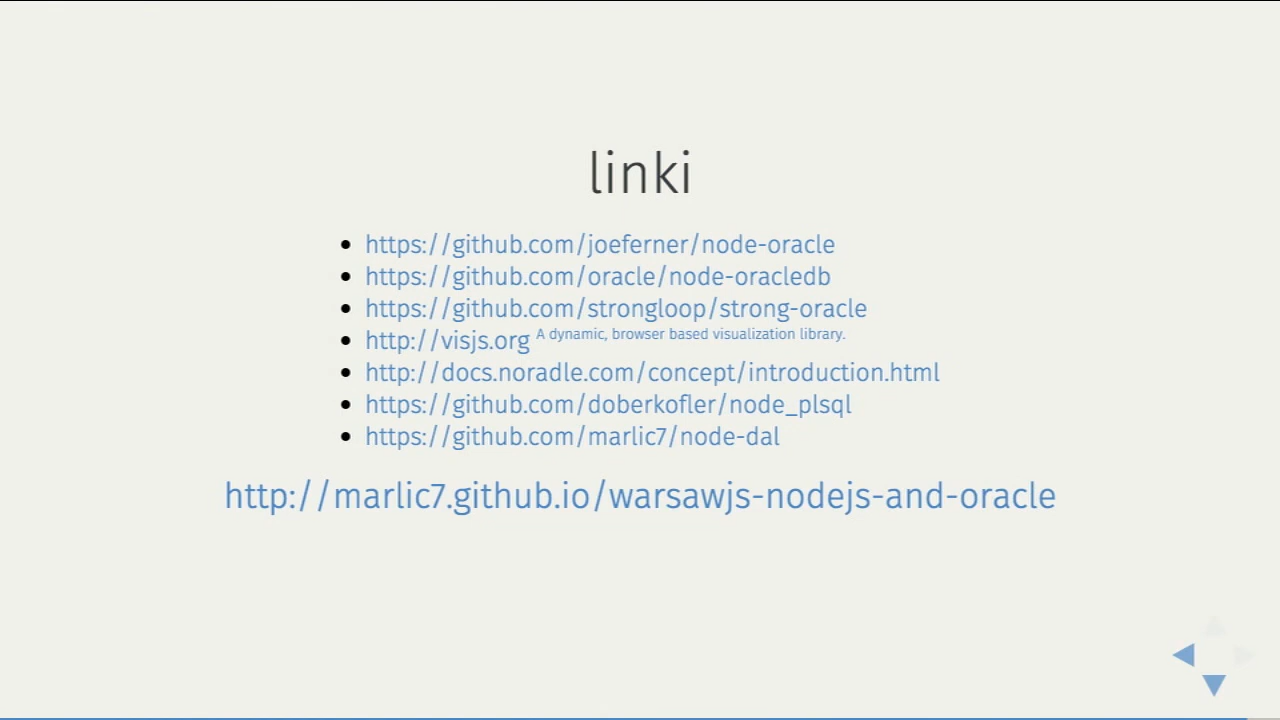 linki
https://github.com/joeferner/node-oracle
https://github.com/oracle/node-oracledb
https://github.com/strongloop/strong-oracle
http://visjs.org A dynamic, browser based visualization library.
http://docs.noradle.com/concept/introduction.html
https://github.com/doberkofler/node_plsql
https://github.com/marlic7/node-dal
http://marlic7.github.io/warsawjs-nodejs-and-oracle